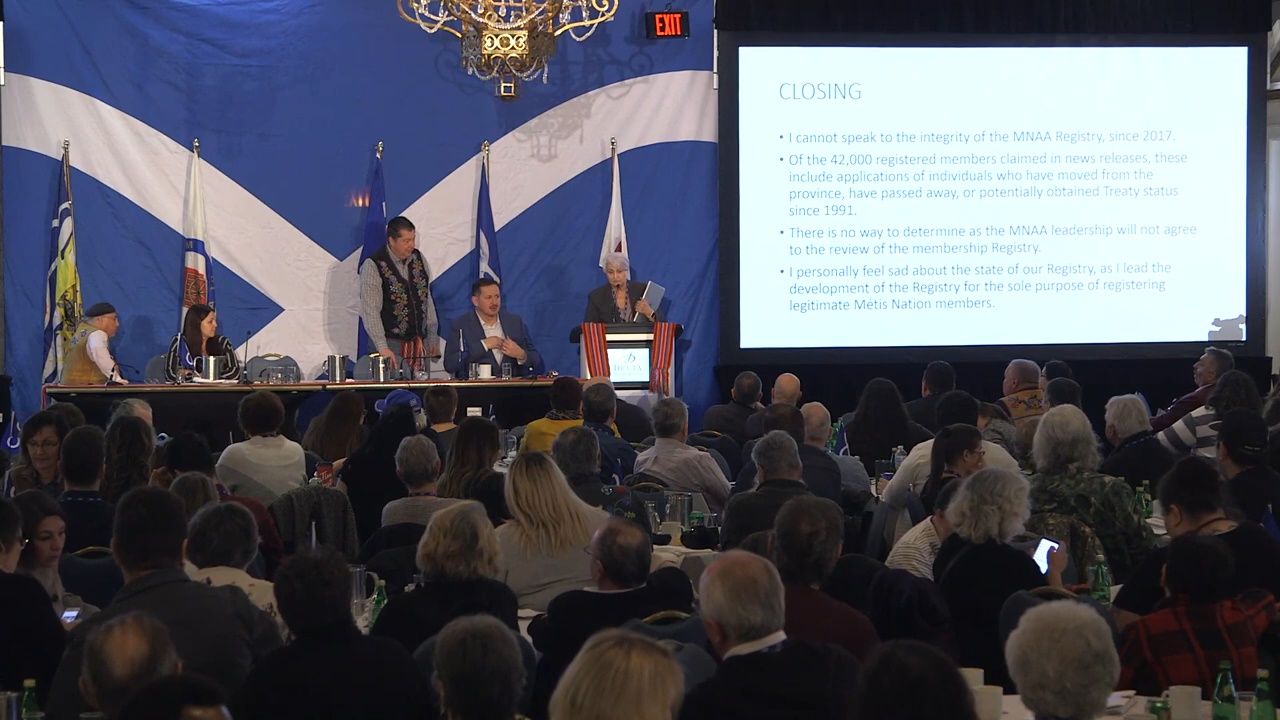 EXIT
CLOSING
• I cannot speak to the integrity of the MNAA Registry, since 2017.
• Of the 42,000 registered members claimed in news releases, these
include applications of individuals who have moved from the
province, have passed away, or potentially obtained Treaty status
since 1991.
• There is no way to determine as the MNAA leadership will not agree
to the review of the membership Registry.
• I personally feel sad about the state of our Registry, as I lead the
development of the Registry for the sole purpose of registering
legitimate Métis Nation members.
DELTA